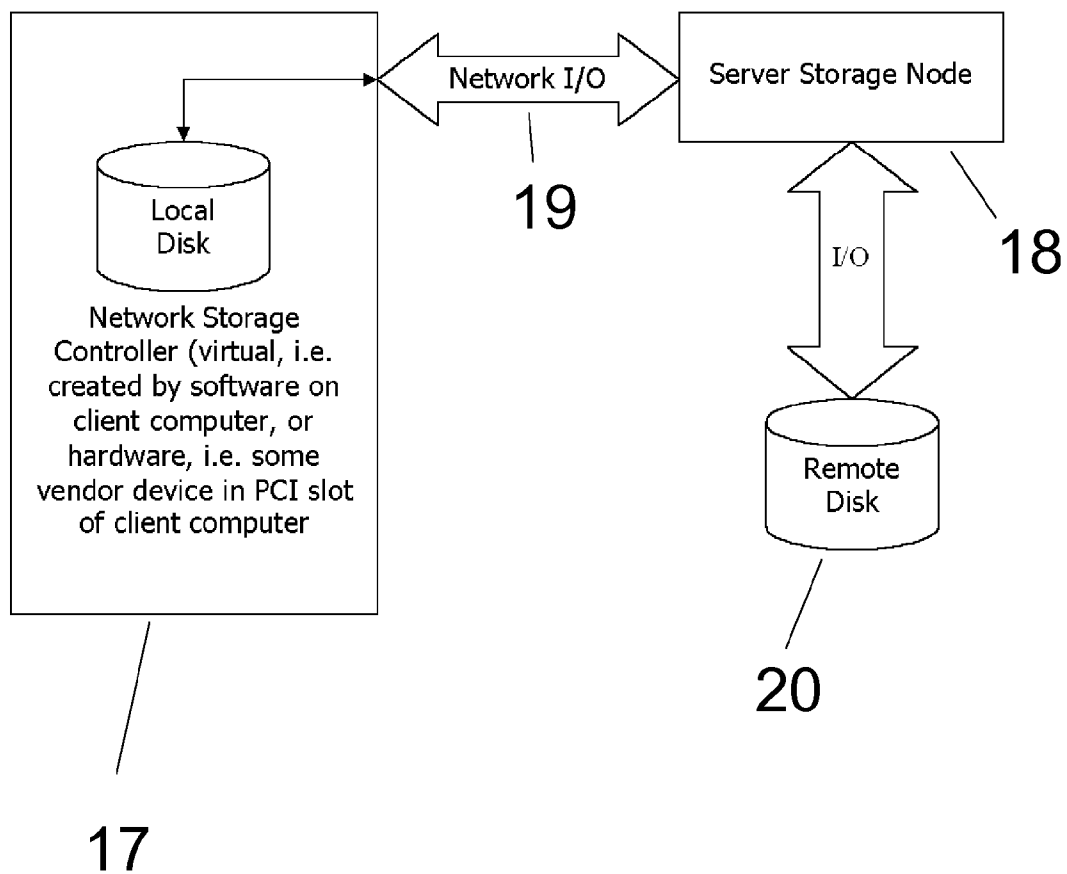 Network I/O
Server Storage Node
19
18
Local
Disk
I/O
Network Storage
Controller (virtual, i.e.
created by software on
client computer, or
hardware, i.e. some
vendor device in PCI slot
of client computer
Remote
Disk
20
17